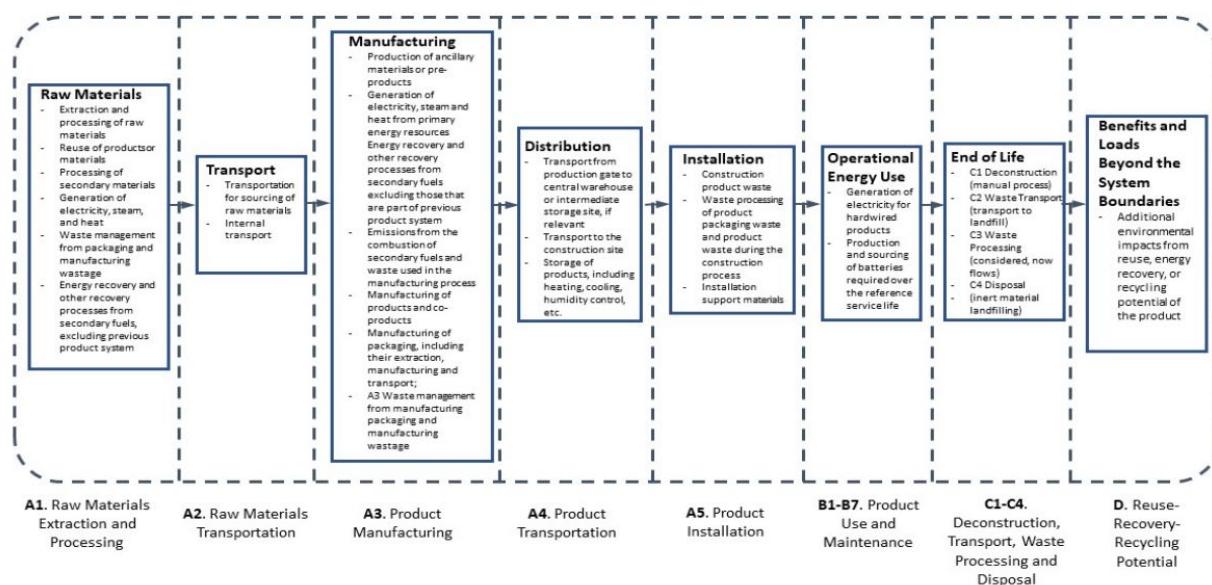 Raw Materials
- Extraction and
processing of raw
materials
- Reuse of productsor
materials
- Processing of
secondary materials
- Generation of
electricity, steam,
and heat
- Waste management
from packaging and
manufacturing
wastage
- Energy recovery and
other recovery
processes from
secondary fuels,
excluding previous
product system
Transport
- Transportation
for sourcing of
raw materials
- Internal
transport
Manufacturing
- Production of ancillary
materials or pre-
products
- Generation of
electricity, steam and
heat from primary
energy resources
Energy recovery and
other recovery
processes from
secondary fuels
excluding those that
are part of previous
product system
- Emissions from the
combustion of
secondary fuels and
waste used in the
manufacturing process
- Manufacturing of
products and co-
products
- Manufacturing of
packaging, including
their extraction,
manufacturing and
transport;
- A3 Waste management
from manufacturing
packaging and
manufacturing
wastage
Distribution
- Transport from
production gate to
central warehouse
or intermediate
storage site, if
relevant
- Transport to the
construction site
- Storage of
products, including
heating, cooling,
humidity control,
etc.
Installation
- Construction
product waste
- Waste processing
of product
packaging waste
and product waste
during the
construction
process
- Installation
support materials
Operational
Energy Use
- Generation of
electricity for
hardwired
products
- Production
and sourcing of
batteries
required over
the reference
service life
End of Life
- C1 Deconstruction
(manual process)
- C2 Waste Transport
(transport to
landfill)
- C3 Waste
Processing
(considered, now
flows)
- C4 Disposal
- (inert material
landfilling)
Benefits and
Loads
Beyond the
System
Boundaries
- Additional
environmental
impacts from
reuse, energy
recovery, or
recycling
potential of
the product
A1. Raw Materials
Extraction and
Processing
A2. Raw Materials
Transportation
A3. Product
Manufacturing
A4. Product
Transportation
A5. Product
Installation
B1-B7. Product
Use and
Maintenance
C1-C4.
Deconstruction,
Transport, Waste
Processing and
Disposal
D. Reuse-
Recovery-
Recycling
Potential